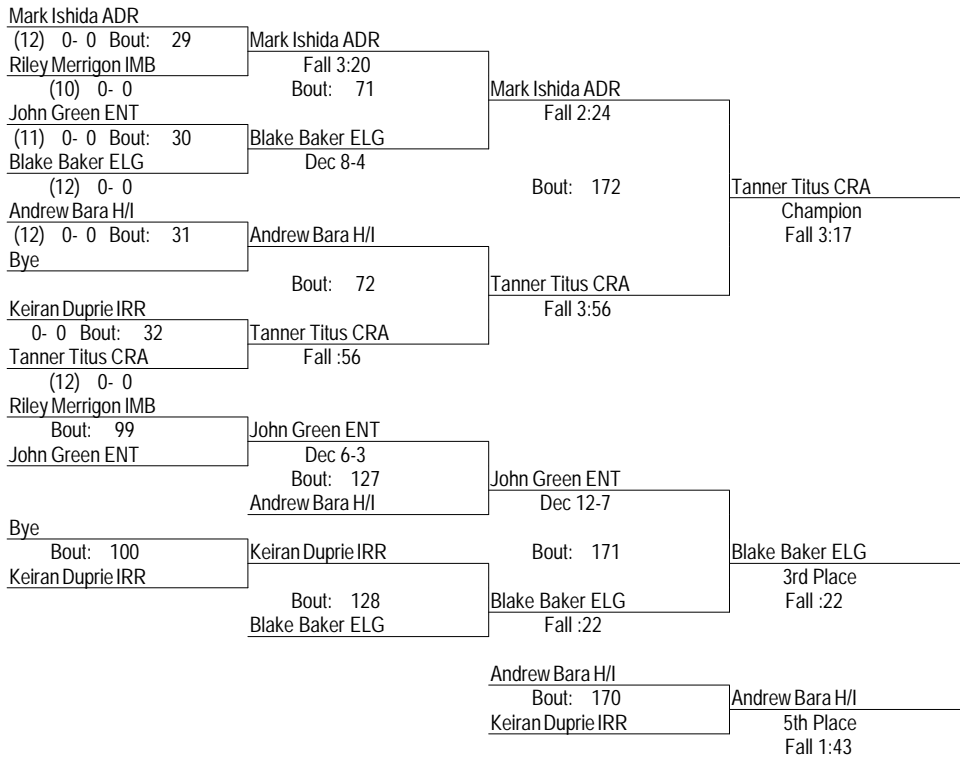 Mark Ishida ADR
(12) 0- 0 Bout: 29 Mark Ishida ADR
Riley Merrigon IMB Fall 3:20
(10) 0- 0 Bout: 71 Mark Ishida ADR
John Green ENT Fall 2:24
(11) 0- 0 Bout: 30 Blake Baker ELG
Blake Baker ELG Dec 8-4
(12) 0- 0 Bout: 172 Tanner Titus CRA
Andrew Bara H/I Champion
(12) 0- 0 Bout: 31 Andrew Bara H/I Fall 3:17
Bye
Bout: 72 Tanner Titus CRA
Keiran Duprie IRR Fall 3:56
0- 0 Bout: 32 Tanner Titus CRA
Tanner Titus CRA Fall :56
(12) 0- 0
Riley Merrigon IMB
Bout: 99 John Green ENT
John Green ENT Dec 6-3
Bout: 127 John Green ENT
Andrew Bara H/I Dec 12-7
Bye
Bout: 100 Keiran Duprie IRR Bout: 171 Blake Baker ELG
Keiran Duprie IRR 3rd Place
Bout: 128 Blake Baker ELG Fall :22
Blake Baker ELG Fall :22
Andrew Bara H/I
Bout: 170 Andrew Bara H/I
Keiran Duprie IRR 5th Place
Fall 1:43